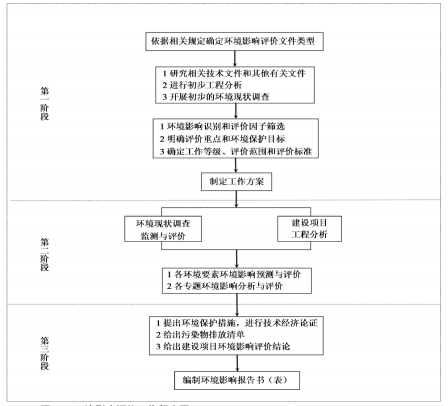 依据相关规定确定环境影响评价文件类型
1 研究相关技术文件和其他有关文件
2 进行初步工程分析
3 开展初步的环境现状调查
第一阶段
1 环境影响识别和评价因子筛选
2 明确评价重点和环境保护目标
3 确定工作等级、评价范围和评价标准
制定工作方案
第二阶段
环境现状调查
监测与评价
建设项目
工程分析
1 各环境要素环境影响预测与评价
2 各专题环境影响分析与评价
第三阶段
1 提出环境保护措施，进行技术经济论证
2 给出污染物排放清单
3 给出建设项目环境影响评价结论
编制环境影响报告书（表）